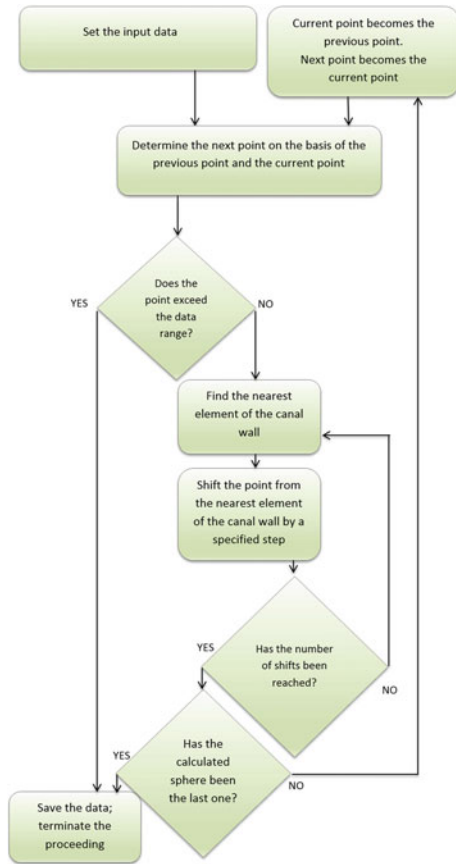 Set the input data
Current point becomes the
previous point.
Next point becomes the
current point
Determine the next point on the basis of the
previous point and the current point
Does the
point exceed
the data
range?
YES
NO
Find the nearest
element of the canal
wall
Shift the point from
the nearest element
of the canal wall by a
specified step
Has the number
of shifts been
reached?
YES
NO
Has the
calculated
sphere been
the last one?
YES
NO
Save the data;
terminate the
proceeding